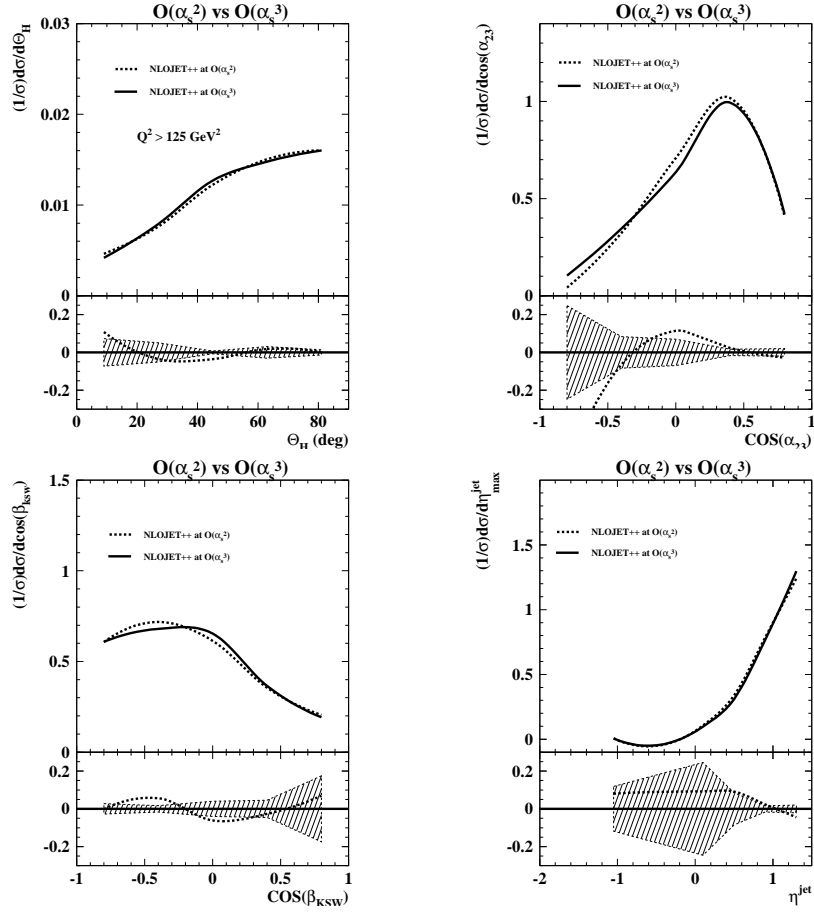 O(αs²) vs O(αs³)
(1/σ)dσ/dΘH
0.03
0.02
0.01
0
NLOJET++ at O(αs²)
NLOJET++ at O(αs³)
Q² > 125 GeV²
0.2
0
-0.2
0 20 40 60 80
ΘH (deg)
O(αs²) vs O(αs³)
(1/σ)dσ/dcos(α23)
1
0.5
0
NLOJET++ at O(αs²)
NLOJET++ at O(αs³)
0.2
0
-0.2
-1 -0.5 0 0.5 1
COS(α23)
O(αs²) vs O(αs³)
(1/σ)dσ/dcos(βKSW)
1.5
1
0.5
0
NLOJET++ at O(αs²)
NLOJET++ at O(αs³)
0.2
0
-0.2
-1 -0.5 0 0.5 1
COS(βKSW)
O(αs²) vs O(αs³)
(1/σ)dσ/dηjetmax
1.5
1
0.5
0
NLOJET++ at O(αs²)
NLOJET++ at O(αs³)
0.2
0
-0.2
-2 -1 0 1
ηjet